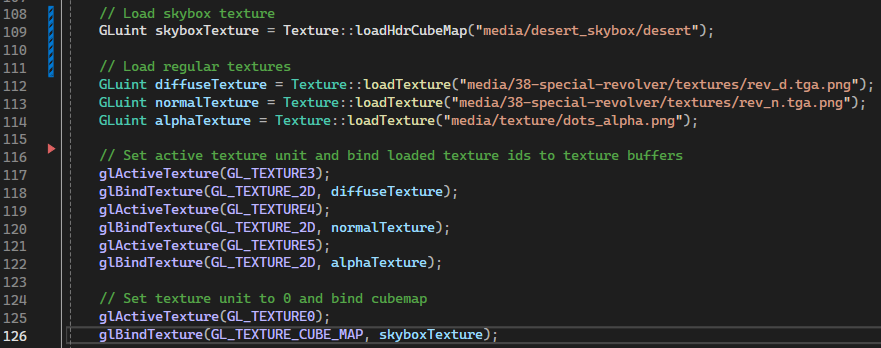 108 // Load skybox texture
109 GLuint skyboxTexture = Texture::loadHdrCubeMap("media/desert_skybox/desert");
110
111 // Load regular textures
112 GLuint diffuseTexture = Texture::loadTexture("media/38-special-revolver/textures/rev_d.tga.png");
113 GLuint normalTexture = Texture::loadTexture("media/38-special-revolver/textures/rev_n.tga.png");
114 GLuint alphaTexture = Texture::loadTexture("media/texture/dots_alpha.png");
115
116 // Set active texture unit and bind loaded texture ids to texture buffers
117 glActiveTexture(GL_TEXTURE3);
118 glBindTexture(GL_TEXTURE_2D, diffuseTexture);
119 glActiveTexture(GL_TEXTURE4);
120 glBindTexture(GL_TEXTURE_2D, normalTexture);
121 glActiveTexture(GL_TEXTURE5);
122 glBindTexture(GL_TEXTURE_2D, alphaTexture);
123
124 // Set texture unit to 0 and bind cubemap
125 glActiveTexture(GL_TEXTURE0);
126 glBindTexture(GL_TEXTURE_CUBE_MAP, skyboxTexture);